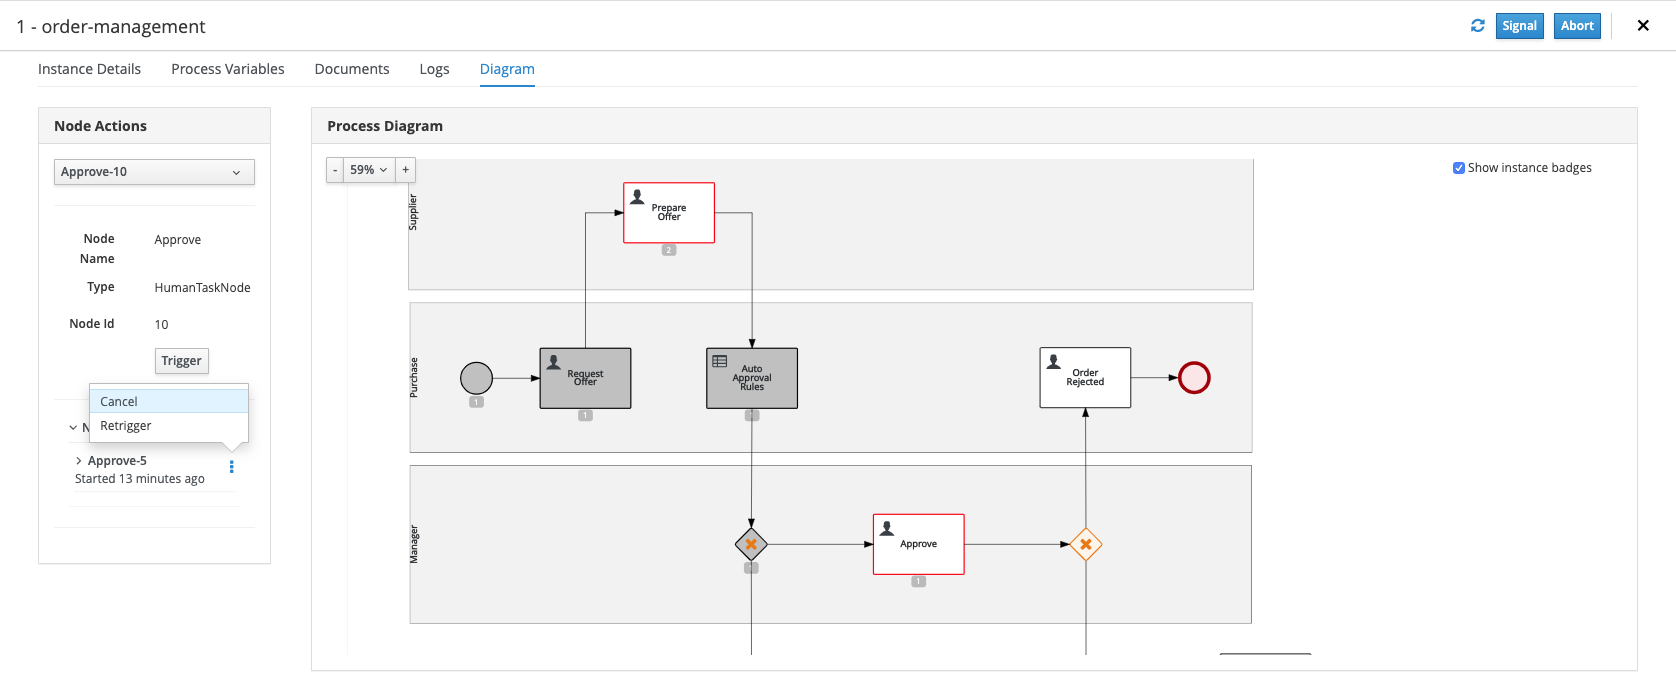 1 - order-management
Signal
Abort
Instance Details
Process Variables
Documents
Logs
Diagram
Node Actions
Approve-10
Node
Name
Approve
Type
HumanTaskNode
Node Id
10
Trigger
Cancel
Retrigger
N
Approve-5
Started 13 minutes ago
Process Diagram
-
59%
+
Show instance badges
Supplier
Prepare
Offer
2
Purchase
1
Request
Offer
1
Auto
Approval
Rules
Order
Rejected
Manager
Approve
1